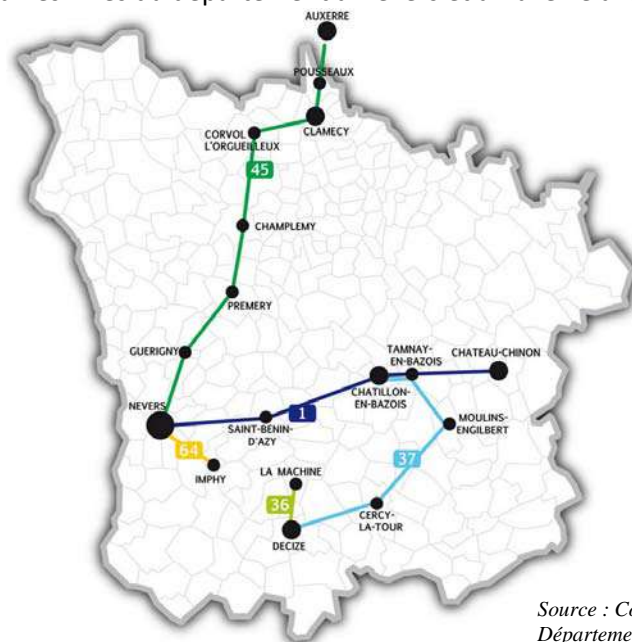 AUXERRE
POUSSEAUX
CLAMECY
CORVOL
L'ORGUEILLEUX
45
CHAMPLEMY
PREMERY
GUERIGNY
TAMNAY-
EN-BAZOIS
CHATEAU-CHINON
CHATILLON-
EN-BAZOIS
NEVERS
1
SAINT-BENIN-
D'AZY
MOULINS-
ENGILBERT
64
IMPHY
LA MACHINE
37
36
CERCY-
LA-TOUR
DECIZE
Source : Co
Départeme